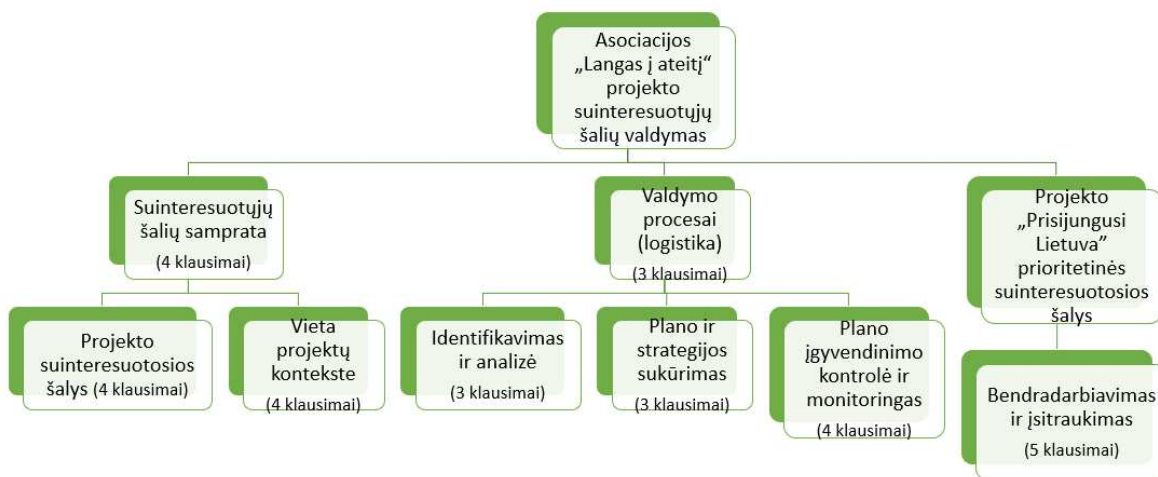 Asociacijos
„Langas į ateitį“
projekto
suinteresuotųjų
šalių valdymas
Suinteresuotųjų
šalių samprata
(4 klausimai)
Valdymo
procesai
(logistika)
(3 klausimai)
Projekto
„Prisijungusi
Lietuva”
prioritetinės
suinteresuotosios
šalys
Projekto
suinteresuotosios
šalys (4 klausimai)
Vieta
projektų
kontekste
(4 klausimai)
Identifikavimas
ir analizė
(3 klausimai)
Plano ir
strategijos
sukūrimas
(3 klausimai)
Plano
įgyvendinimo
kontrolė ir
monitoringas
(4 klausimai)
Bendradarbiavimas
ir įsitraukimas
(5 klausimai)